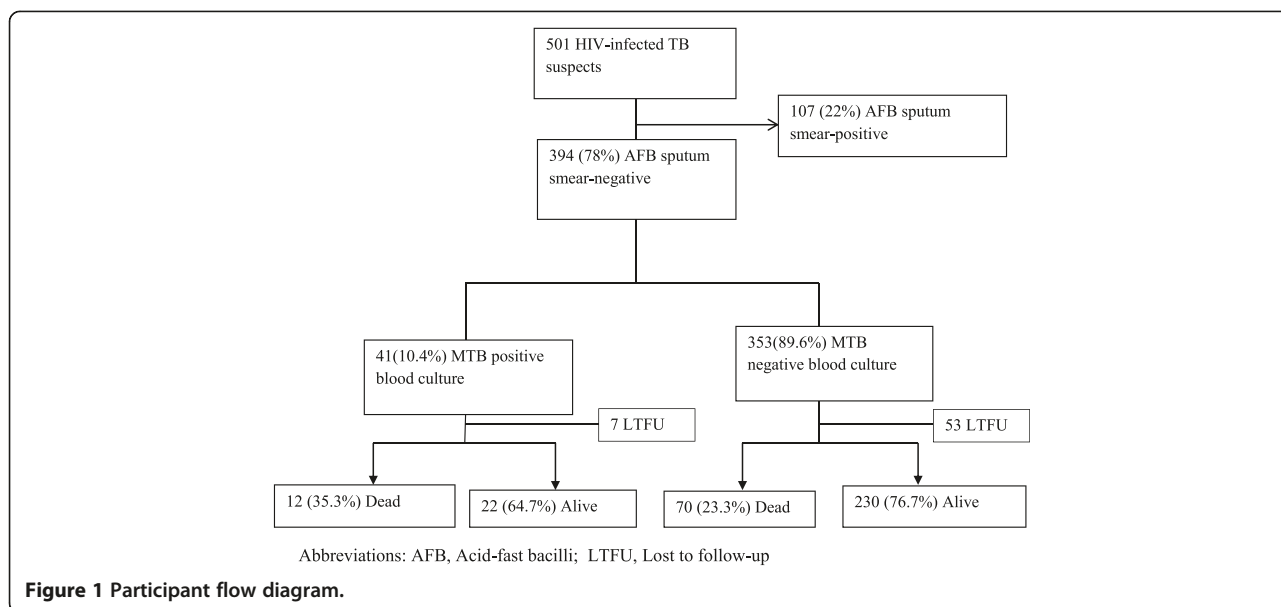 501 HIV-infected TB
suspects
107 (22%) AFB sputum
smear-positive
394 (78%) AFB sputum
smear-negative
41(10.4%) MTB positive
blood culture
353(89.6%) MTB
negative blood culture
7 LTFU
53 LTFU
12 (35.3%) Dead
22 (64.7%) Alive
70 (23.3%) Dead
230 (76.7%) Alive
Abbreviations: AFB, Acid-fast bacilli; LTFU, Lost to follow-up
Figure 1 Participant flow diagram.